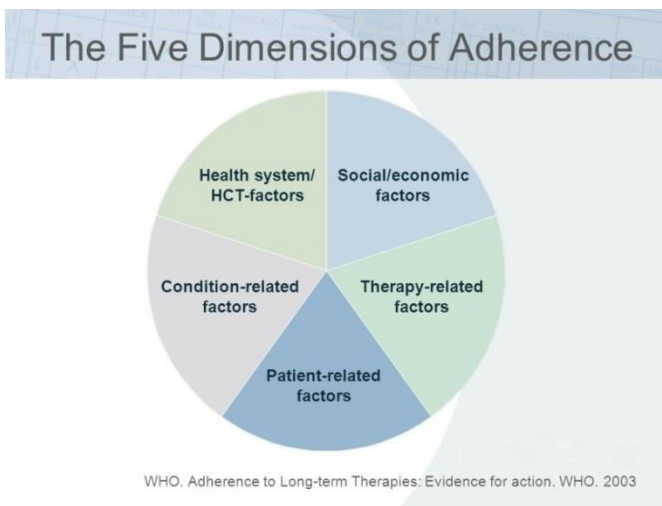 The Five Dimensions of Adherence
Health system/
HCT-factors
Social/economic
factors
Condition-related
factors
Therapy-related
factors
Patient-related
factors
WHO. Adherence to Long-term Therapies: Evidence for action. WHO. 2003